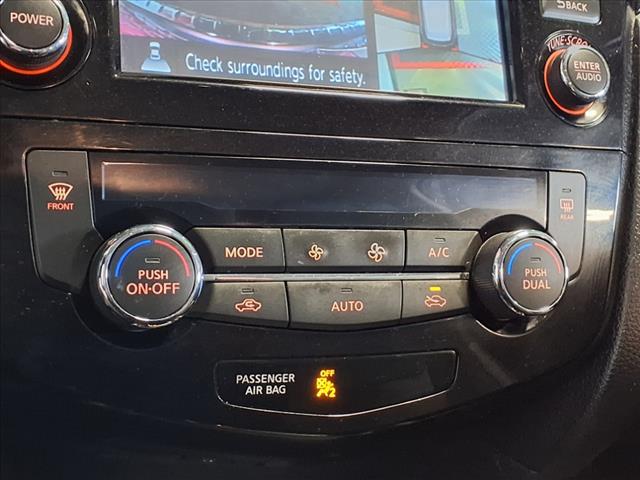 POWER
BACK
TUNE·SCROLL
ENTER
AUDIO
Check surroundings for safety.
FRONT
REAR
MODE
A/C
PUSH
ON·OFF
PUSH
DUAL
AUTO
PASSENGER
AIR BAG
OFF
2